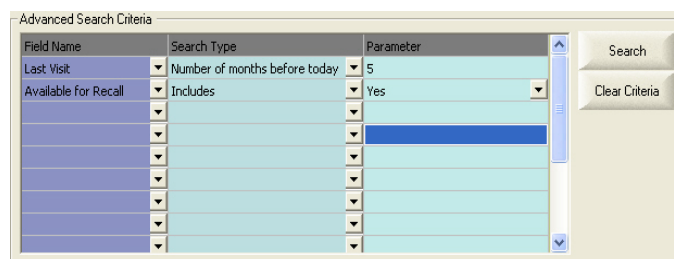 Advanced Search Criteria
Field Name Search Type Parameter
Last Visit Number of months before today 5
Available for Recall Includes Yes
Search
Clear Criteria